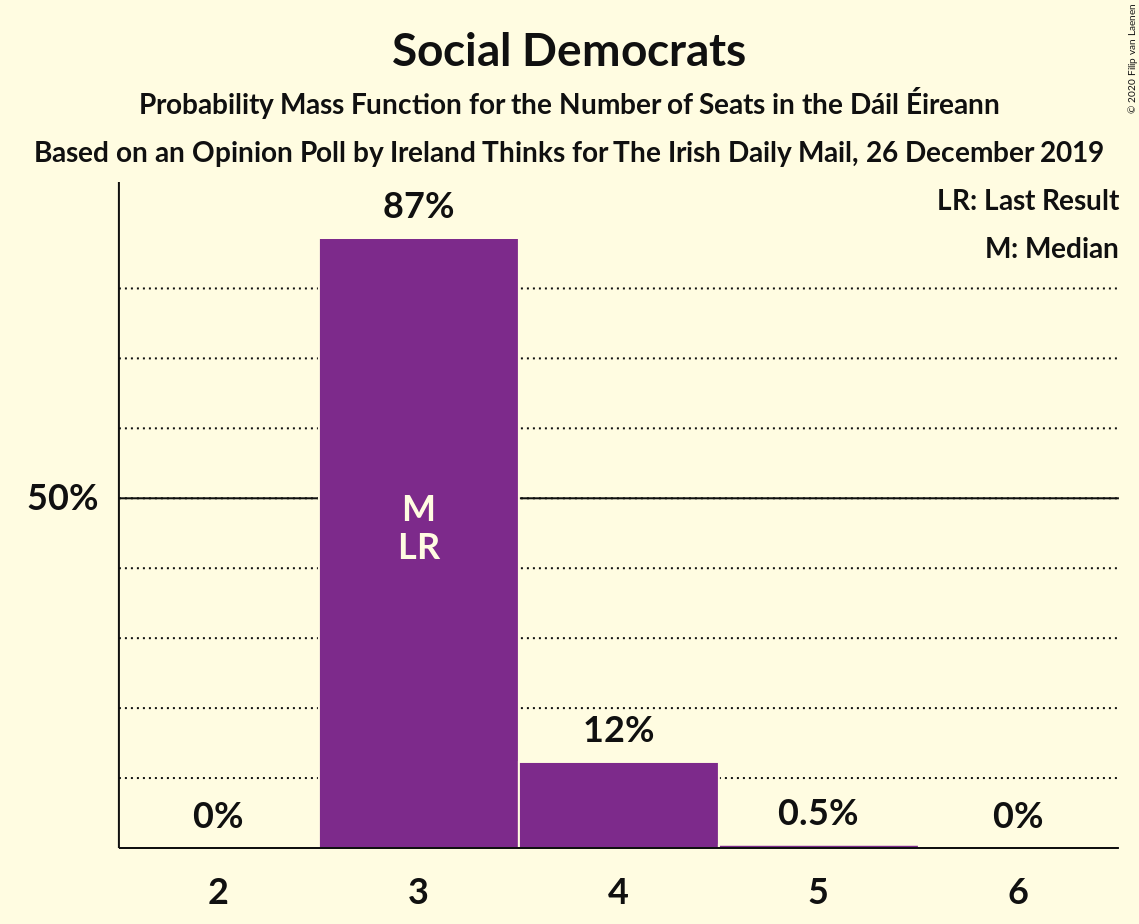 Social Democrats
Probability Mass Function for the Number of Seats in the Dáil Éireann
Based on an Opinion Poll by Ireland Thinks for The Irish Daily Mail, 26 December 2019
© 2020 Filip van Laenen
LR: Last Result
M: Median
87%
50%
M
LR
12%
0%
0.5%
0%
2
3
4
5
6